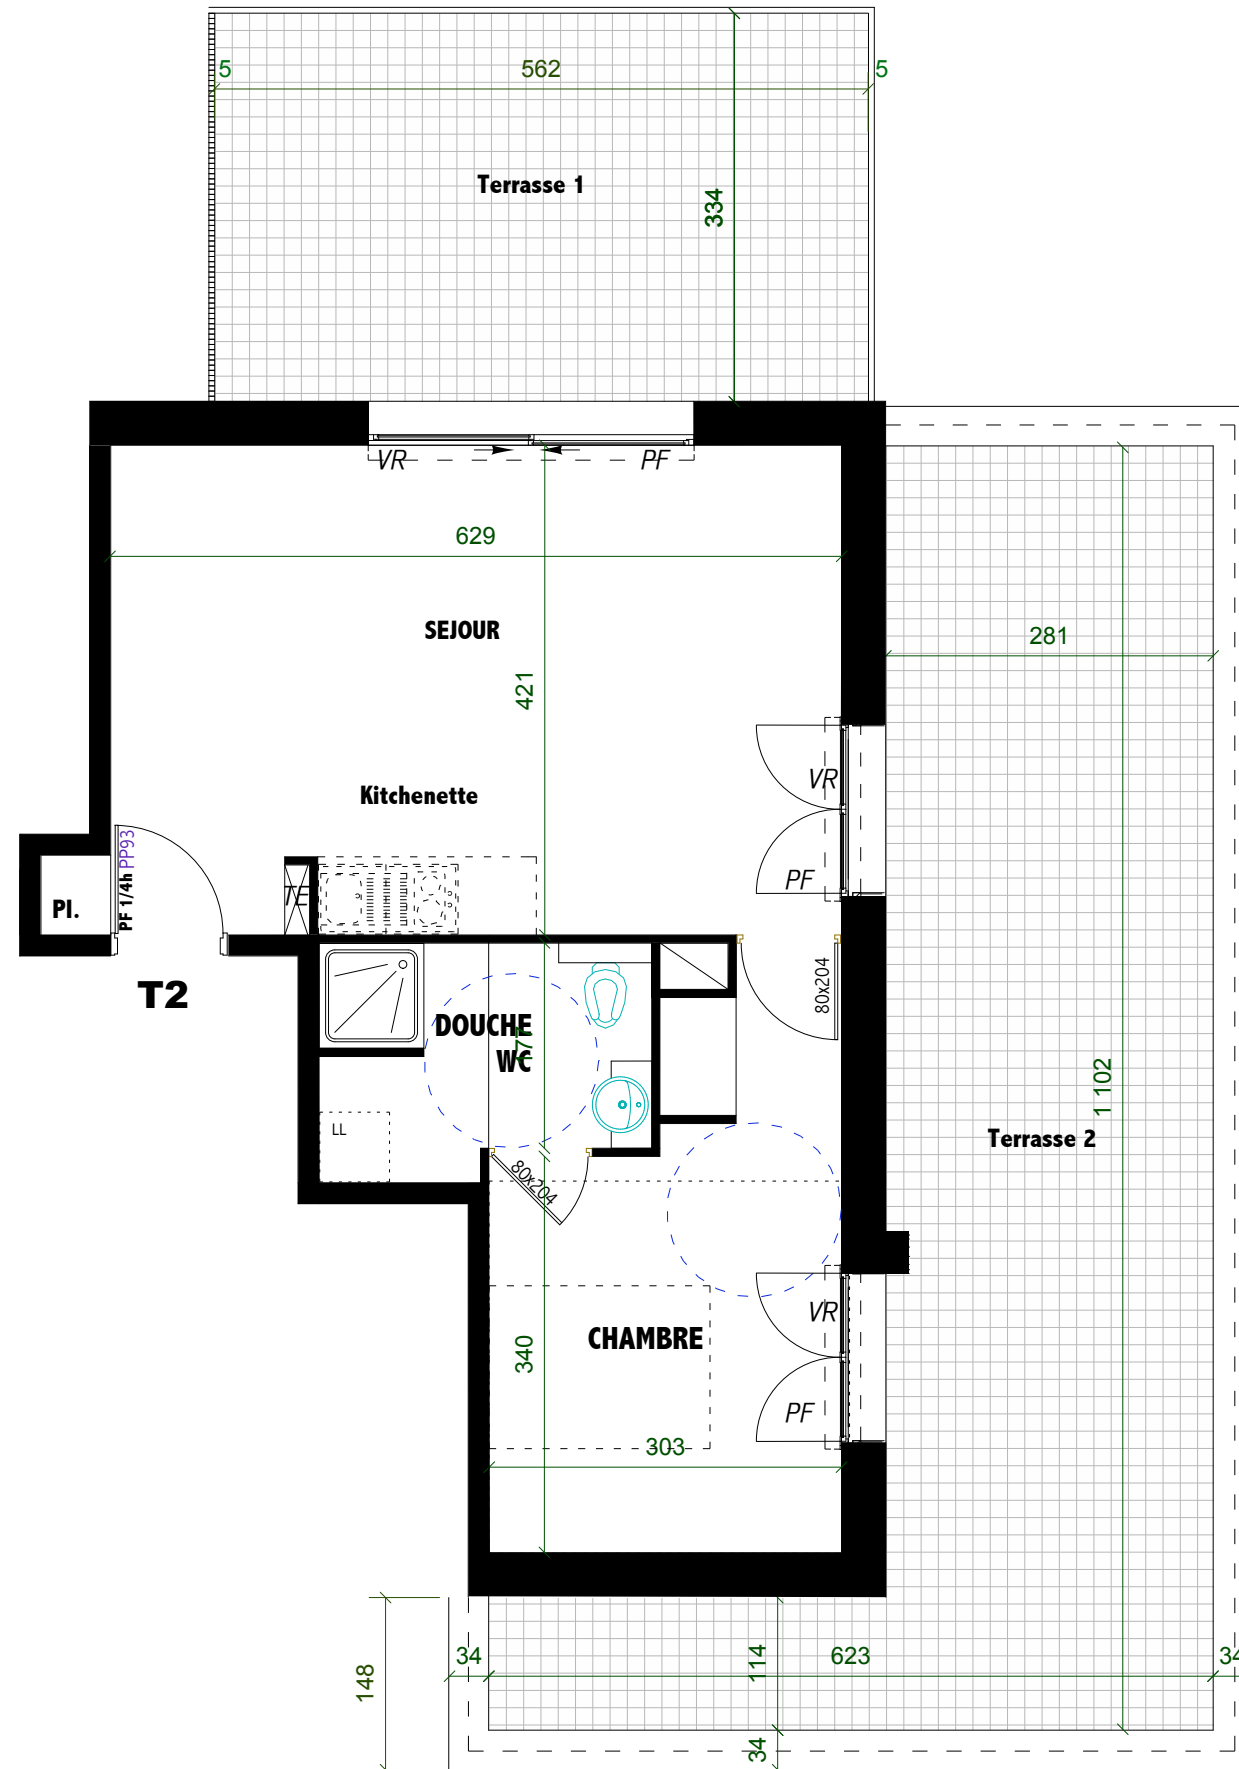 5
562
5
Terrasse 1
334
VR
PF
629
SEJOUR
421
281
Kitchenette
VR
PF
PF 1/4h PP93
TE
Pl.
T2
80x204
DOUCHE
177
WC
LL
1 102
Terrasse 2
80x204
VR
CHAMBRE
340
PF
303
34
114
623
34
148
34